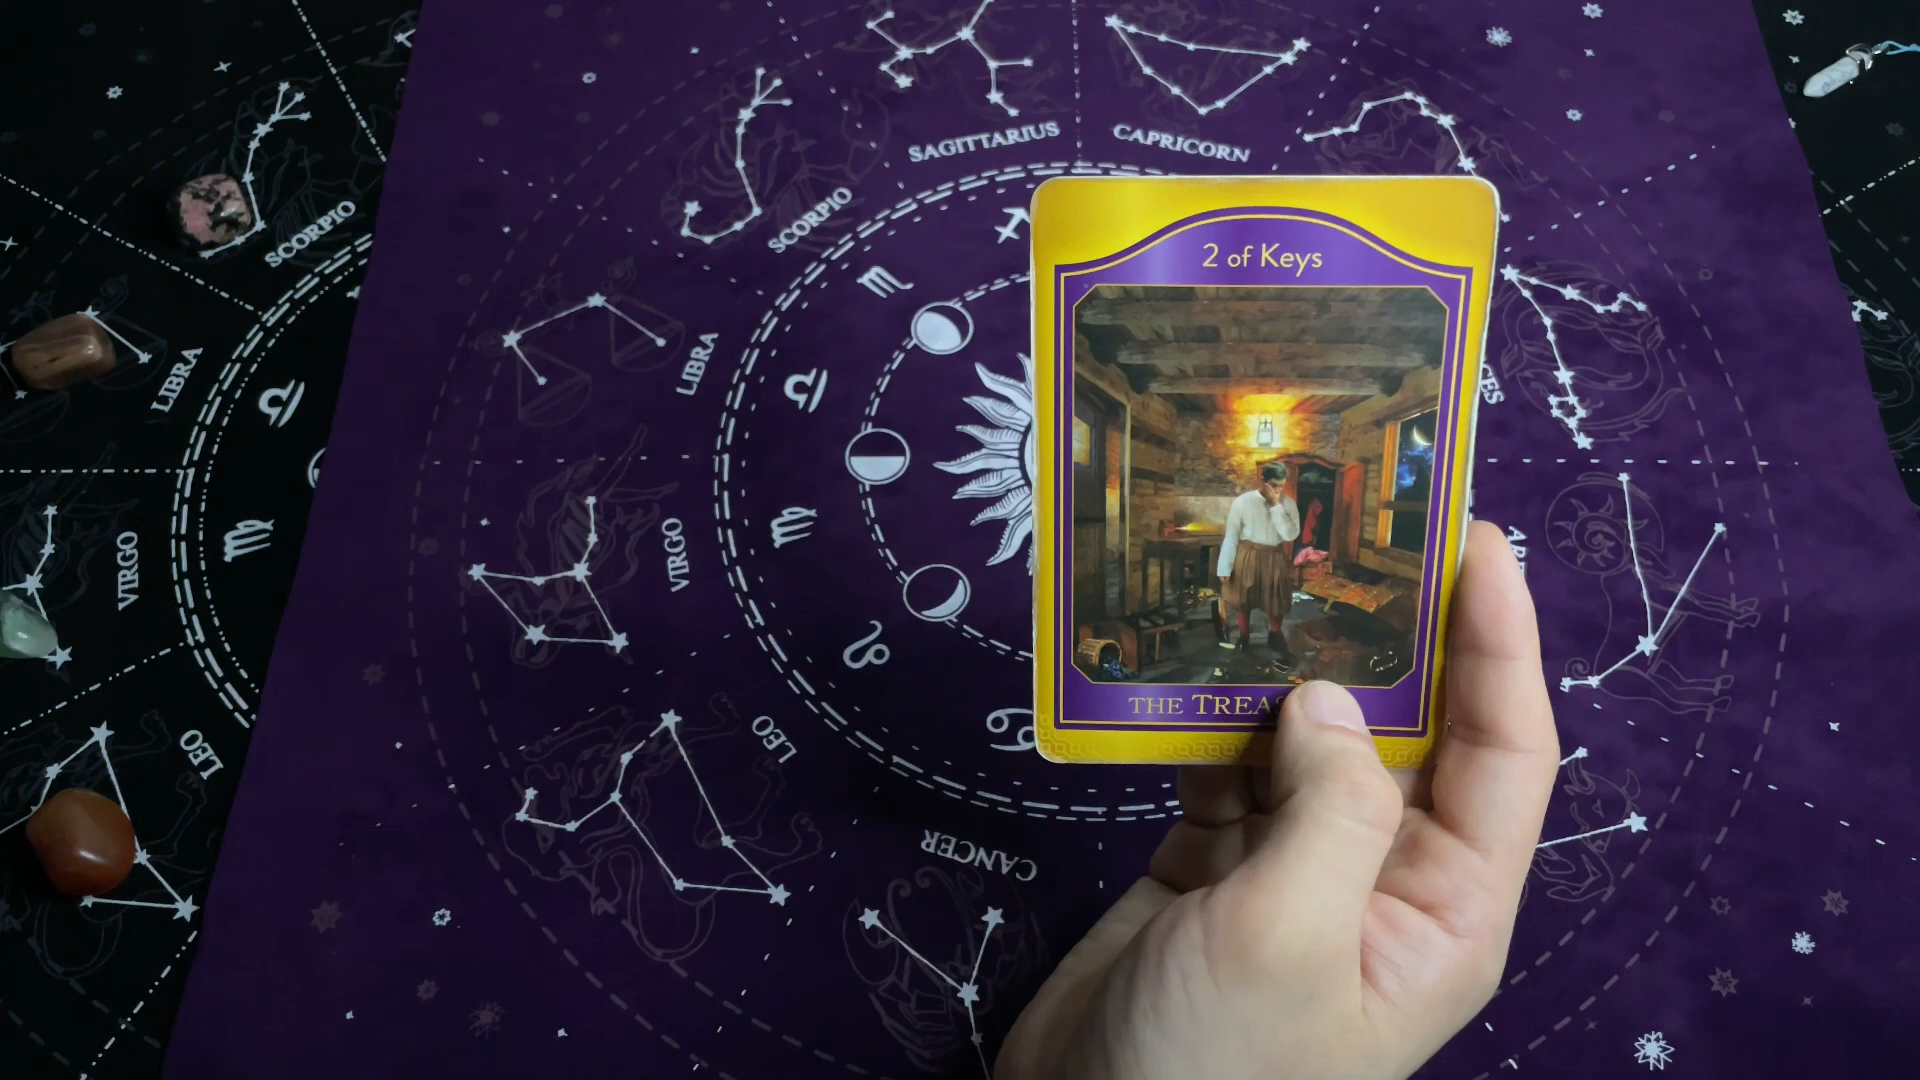 SAGITTARIUS
CAPRICORN
SCORPIO
SCORPIO
LIBRA
LIBRA
VIRGO
VIRGO
LEO
LEO
CANCER
2 of Keys
THE TREAS